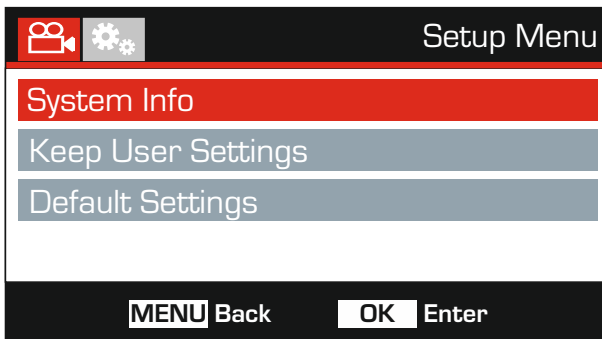 Setup Menu
System Info
Keep User Settings
Default Settings
MENU Back OK Enter